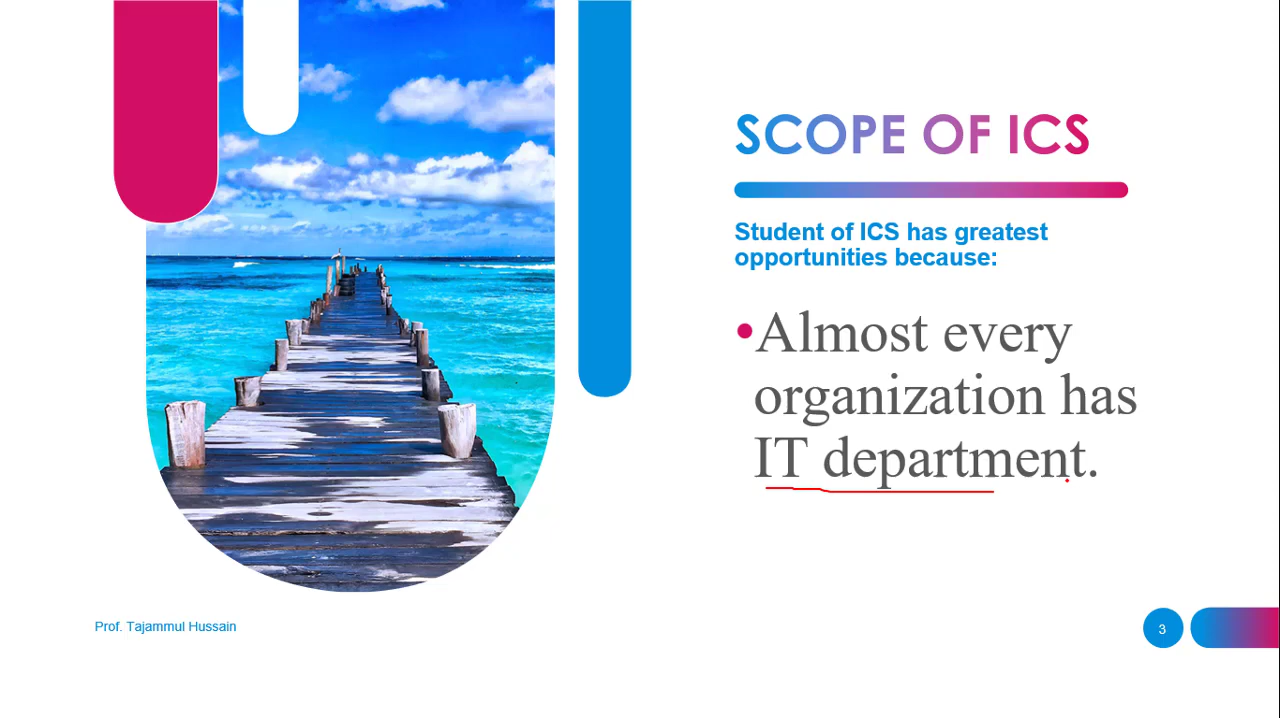 SCOPE OF ICS
Student of ICS has greatest
opportunities because:
•Almost every
organization has
IT department.
Prof. Tajammul Hussain
3